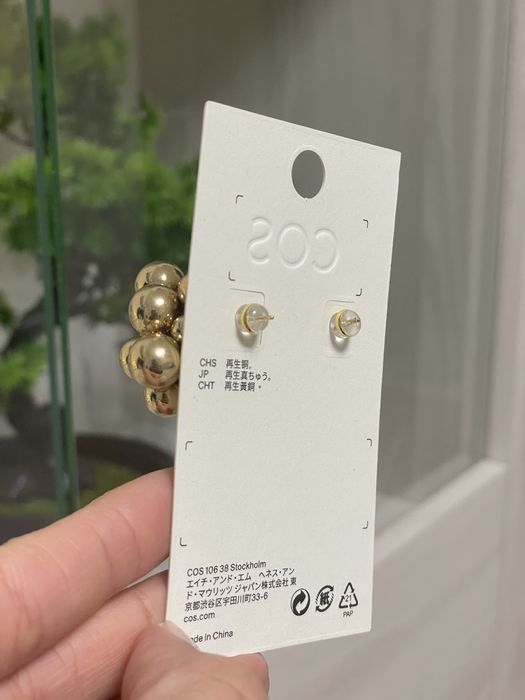 COS
CHS 再生铜。
JP 再生真ちゅう。
CHT 再生黃銅。
COS 106 38 Stockholm
エイチ・アンド・エム ヘネス・アン
ド・マウリッツ ジャパン株式会社 東
京都渋谷区宇田川町33-6
cos.com
de in China
紙
21
PAP